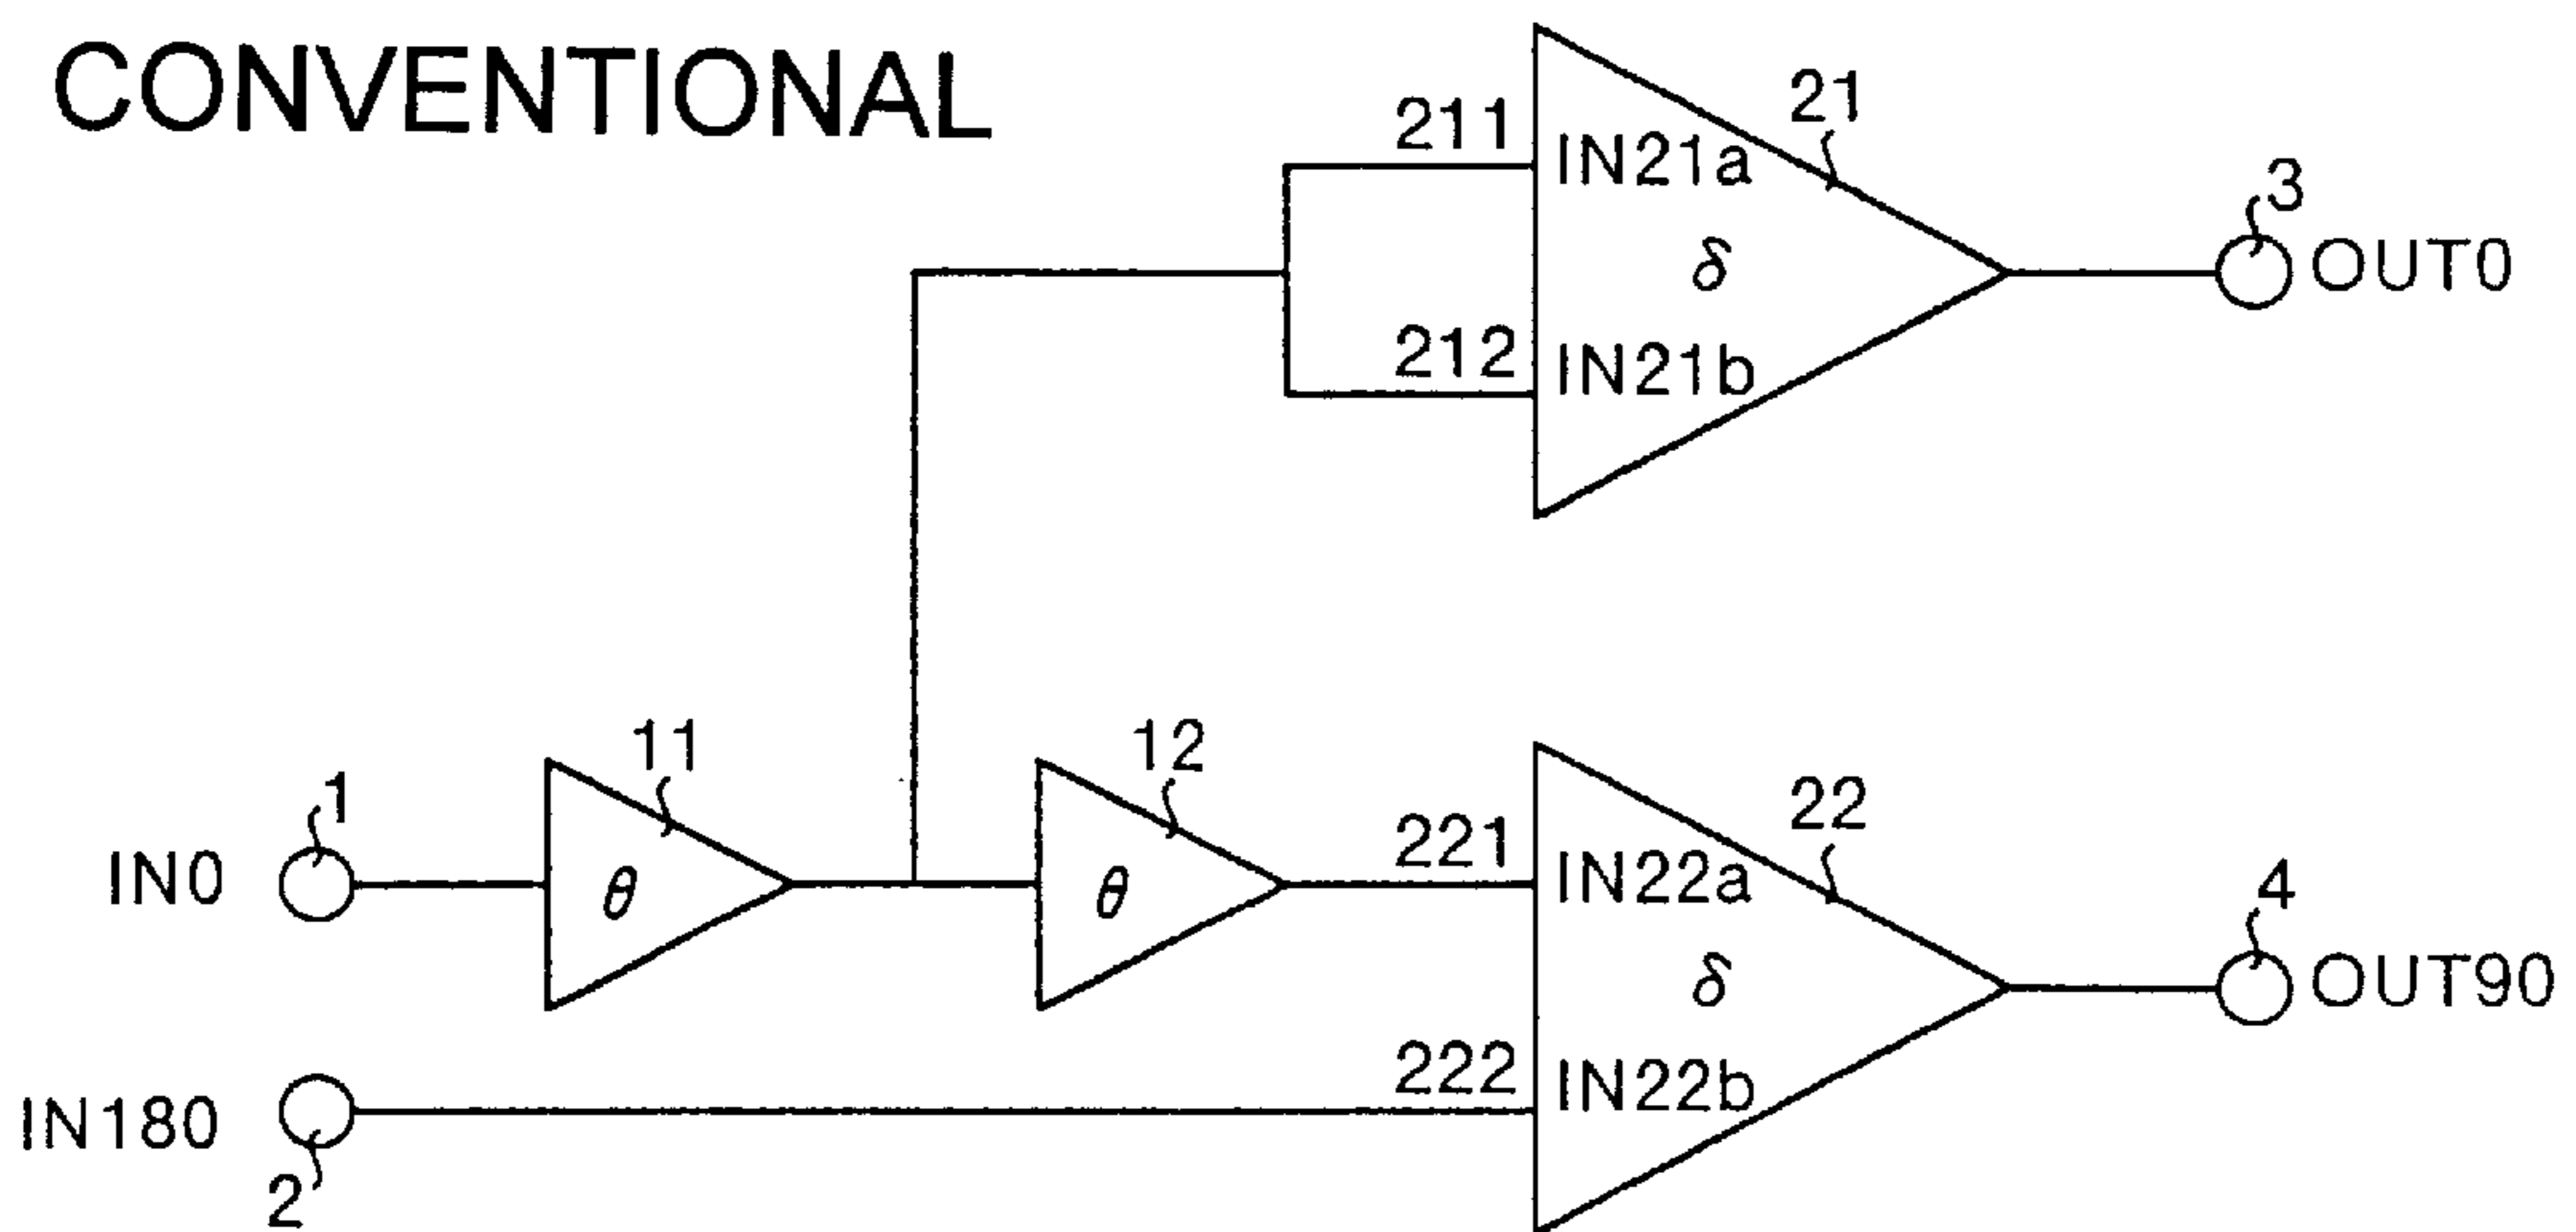 CONVENTIONAL
21
211
IN21a
3
δ
OUT0
212
IN21b
11
12
1
22
221
IN0
θ
θ
IN22a
4
δ
OUT90
222
IN22b
IN180
2